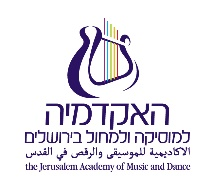 האקדמיה
למוסיקה ולמחול בירושלים
الاكاديمية للموسيقى والرقص في القدس
the Jerusalem Academy of Music and Dance